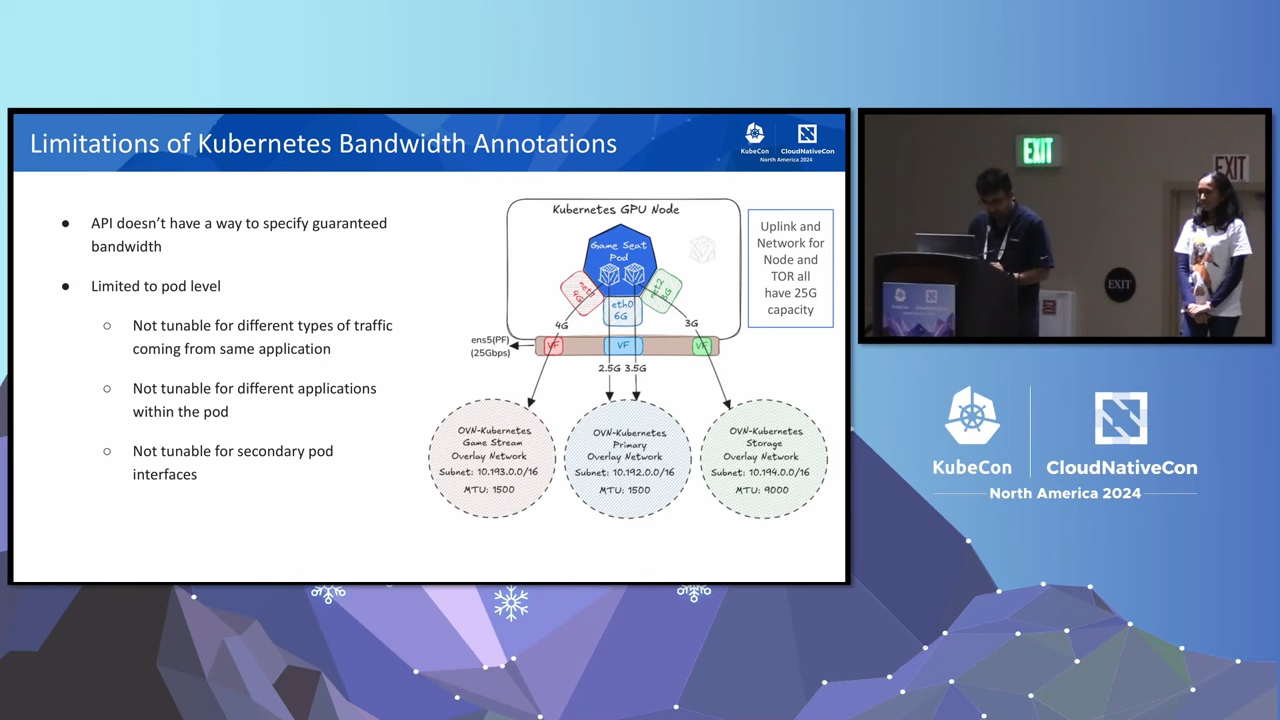 Limitations of Kubernetes Bandwidth Annotations
KubeCon
CloudNativeCon
North America 2024
● API doesn’t have a way to specify guaranteed
bandwidth
● Limited to pod level
○ Not tunable for different types of traffic
coming from same application
○ Not tunable for different applications
within the pod
○ Not tunable for secondary pod
interfaces
Kubernetes GPU Node
Game Seat
Pod
4G
eth0
6G
net2
3G
4G
3G
ens5(PF)
(25Gbps)
VF
VF
VF
2.5G 3.5G
OVN-Kubernetes
Game Stream
Overlay Network
Subnet: 10.193.0.0/16
MTU: 1500
OVN-Kubernetes
Primary
Overlay Network
Subnet: 10.192.0.0/16
MTU: 1500
OVN-Kubernetes
Storage
Overlay Network
Subnet: 10.194.0.0/16
MTU: 9000
Uplink and
Network for
Node and
TOR all
have 25G
capacity
EXIT
EXIT
EXIT
KubeCon
CloudNativeCon
North America 2024